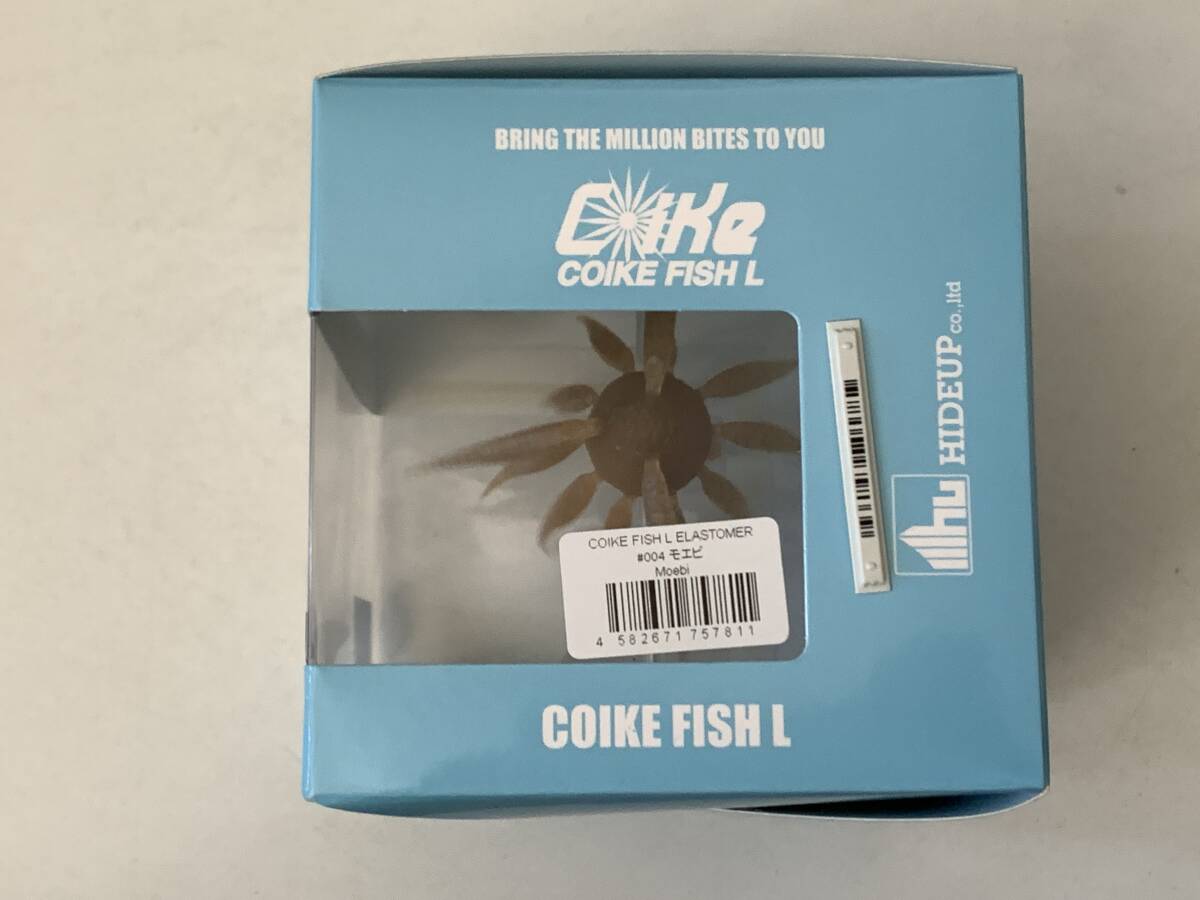 BRING THE MILLION BITES TO YOU
Coike
COIKE FISH L
COIKE FISH L ELASTOMER
#004 モエビ
Moebi
4 582671 757811
COIKE FISH L
hu HIDEUP co.,ltd